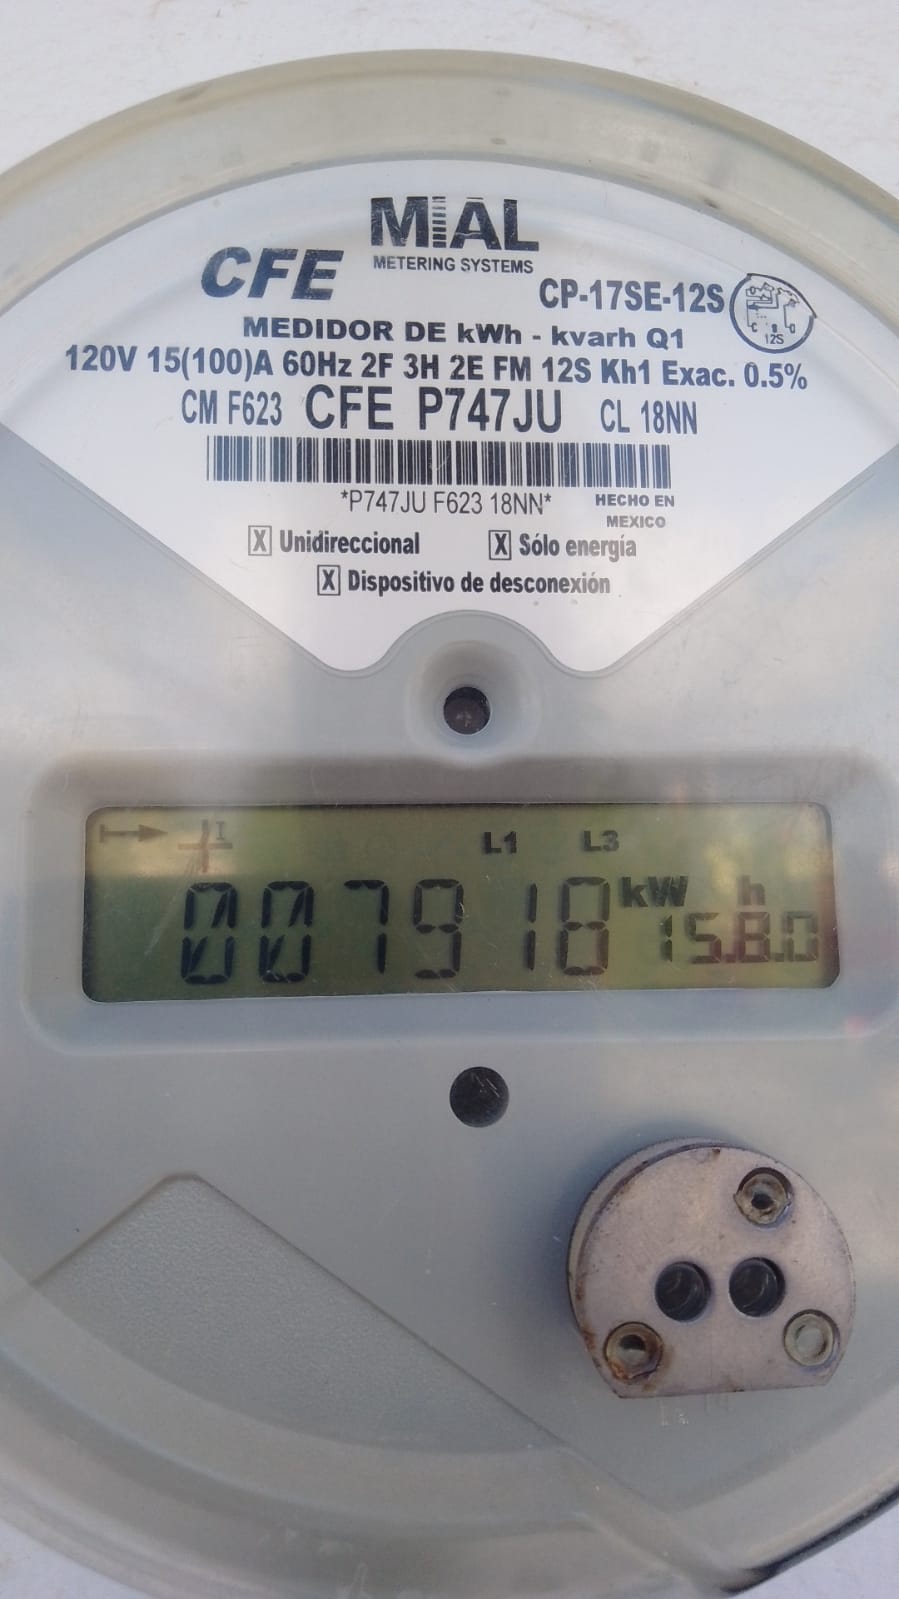 MIAL
METERING SYSTEMS
CFE
CP-17SE-12S
12S
MEDIDOR DE kWh - kvarh Q1
120V 15(100)A 60Hz 2F 3H 2E FM 12S Kh1 Exac. 0.5%
CM F623 CFE P747JU CL 18NN
*P747JU F623 18NN*
HECHO EN
MEXICO
X Unidireccional X Sólo energía
X Dispositivo de desconexión
L1 L3
007918 kW h 15.8.0